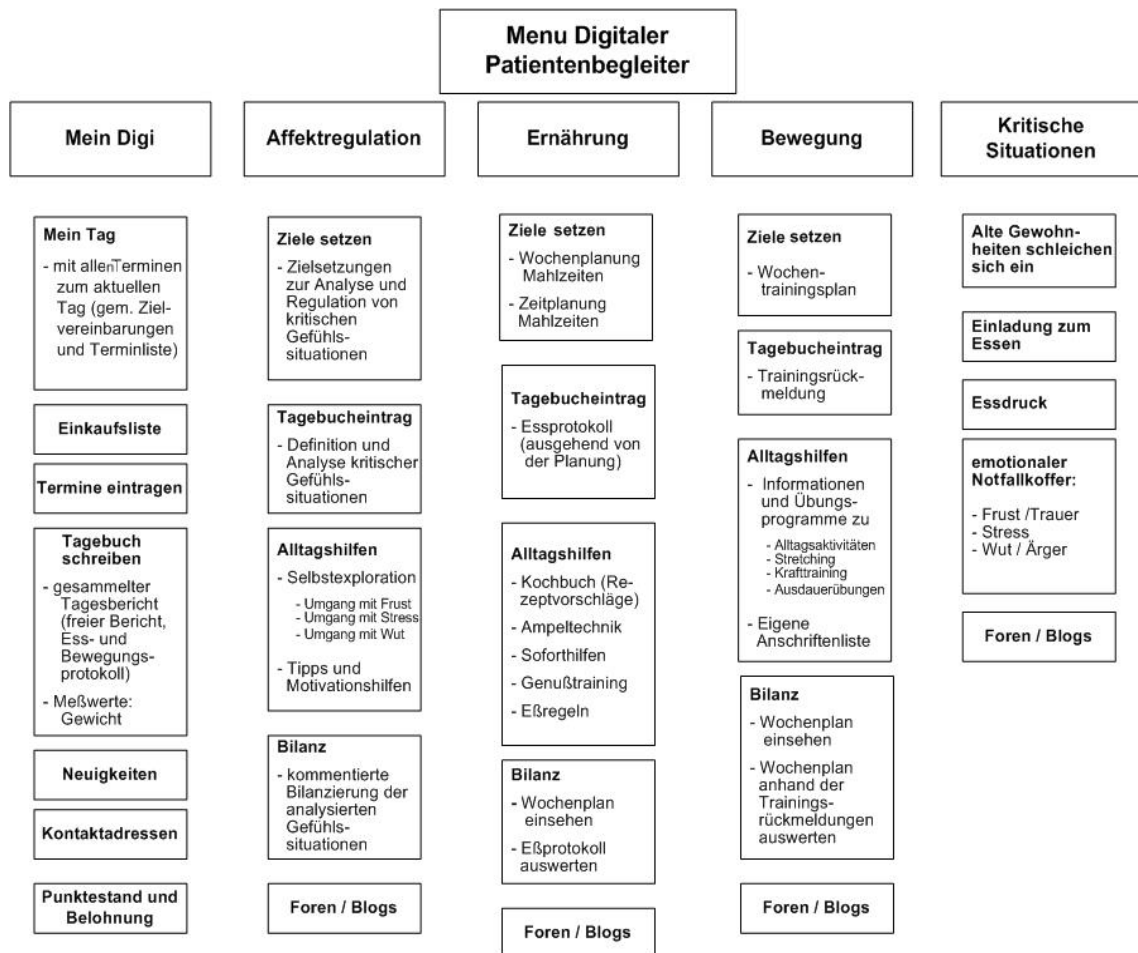 Menu Digitaler
Patientenbegleiter
Mein Digi
Affektregulation
Ernährung
Bewegung
Kritische
Situationen
Mein Tag
- mit allen Terminen
zum aktuellen
Tag (gem. Ziel-
vereinbarungen
und Terminliste)
Einkaufsliste
Termine eintragen
Tagebuch
schreiben
- gesammelter
Tagesbericht
(freier Bericht,
Ess- und
Bewegungs-
protokoll)
- Meßwerte:
Gewicht
Neuigkeiten
Kontaktadressen
Punktestand und
Belohnung
Ziele setzen
- Zielsetzungen
zur Analyse und
Regulation von
kritischen
Gefühls-
situationen
Tagebucheintrag
- Definition und
Analyse kritischer
Gefühls-
situationen
Alltagshilfen
- Selbstexploration
- Umgang mit Frust
- Umgang mit Stress
- Umgang mit Wut
- Tipps und
Motivationshilfen
Bilanz
- kommentierte
Bilanzierung der
analysierten
Gefühls-
situationen
Foren / Blogs
Ziele setzen
- Wochenplanung
Mahlzeiten
- Zeitplanung
Mahlzeiten
Tagebucheintrag
- Essprotokoll
(ausgehend von
der Planung)
Alltagshilfen
- Kochbuch (Re-
zeptvorschläge)
- Ampeltechnik
- Soforthilfen
- Genußtraining
- Eßregeln
Bilanz
- Wochenplan
einsehen
- Eßprotokoll
auswerten
Foren / Blogs
Ziele setzen
- Wochen-
trainingsplan
Tagebucheintrag
- Trainingsrück-
meldung
Alltagshilfen
- Informationen
und Übungs-
programme zu
- Alltagsaktivitäten
- Stretching
- Krafttraining
- Ausdauerübungen
- Eigene
Anschriftenliste
Bilanz
- Wochenplan
einsehen
- Wochenplan
anhand der
Trainings-
rückmeldungen
auswerten
Foren / Blogs
Alte Gewohn-
heiten schleichen
sich ein
Einladung zum
Essen
Essdruck
emotionaler
Notfallkoffer:
- Frust /Trauer
- Stress
- Wut / Ärger
Foren / Blogs